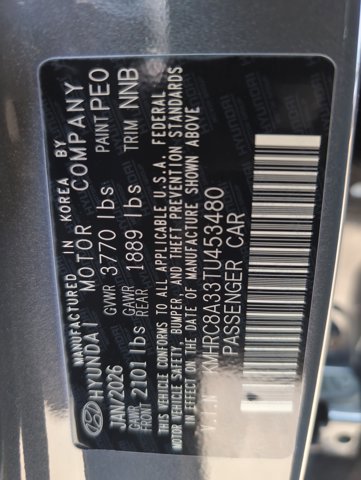 MANUFACTURED IN KOREA BY
HYUNDAI MOTOR COMPANY
JAN/2026 GVWR 3770 lbs PAINT PEO
GAWR FRONT 2101 lbs GAWR REAR 1889 lbs TRIM NNB
THIS VEHICLE CONFORMS TO ALL APPLICABLE U.S.A. FEDERAL
MOTOR VEHICLE SAFETY, BUMPER, AND THEFT PREVENTION STANDARDS
IN EFFECT ON THE DATE OF MANUFACTURE SHOWN ABOVE
V.I.N KMHRC8A33TU453480
PASSENGER CAR